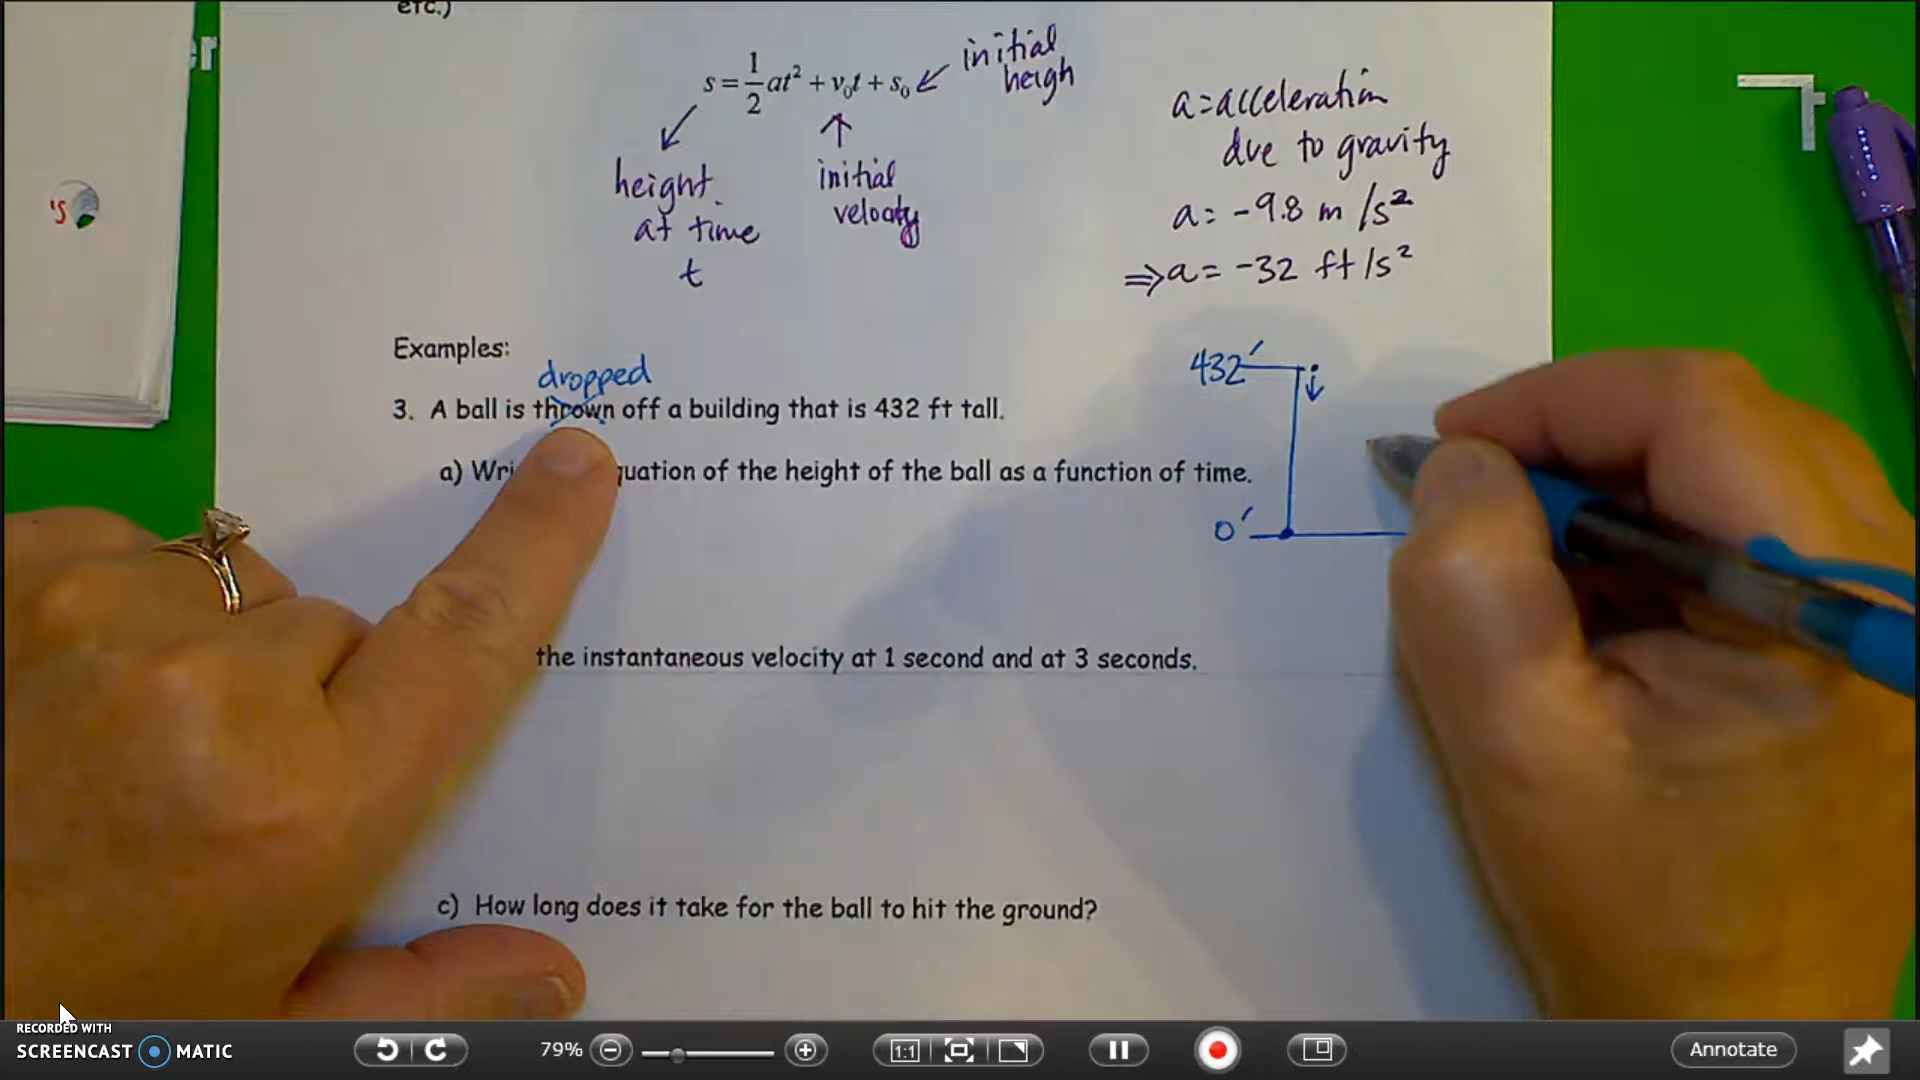 etc.)
er
s = 1/2 at² + v₀t + s₀
initial
heigh
height
at time
t
initial
velocity
a = acceleration
due to gravity
a = -9.8 m/s²
⇒ a = -32 ft/s²
's
Examples:
dropped
3. A ball is thrown off a building that is 432 ft tall.
432'
a) Wri quation of the height of the ball as a function of time.
0'
the instantaneous velocity at 1 second and at 3 seconds.
c) How long does it take for the ball to hit the ground?
RECORDED WITH
SCREENCAST MATIC
79%
1:1
Annotate